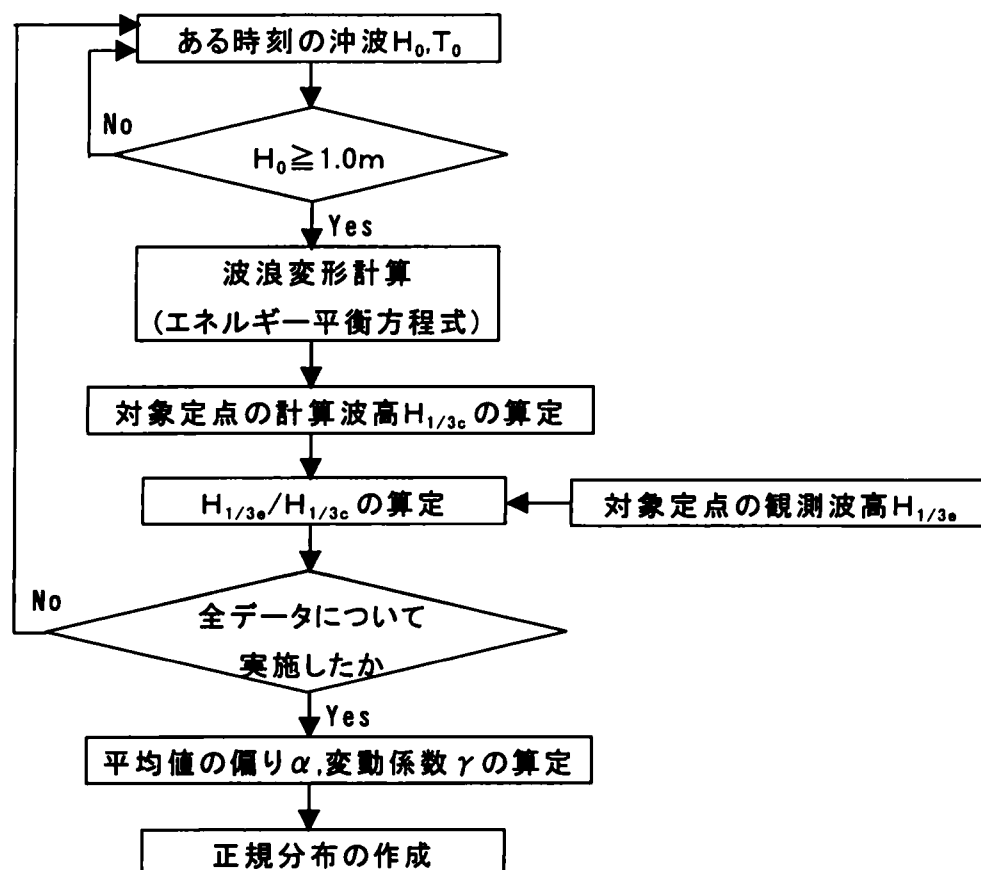 ある時刻の沖波H₀,T₀
No
H₀≧1.0m
Yes
波浪変形計算
(エネルギー平衡方程式)
対象定点の計算波高H₁/₃cの算定
H₁/₃e/H₁/₃cの算定
対象定点の観測波高H₁/₃e
No
全データについて
実施したか
Yes
平均値の偏りα,変動係数γの算定
正規分布の作成